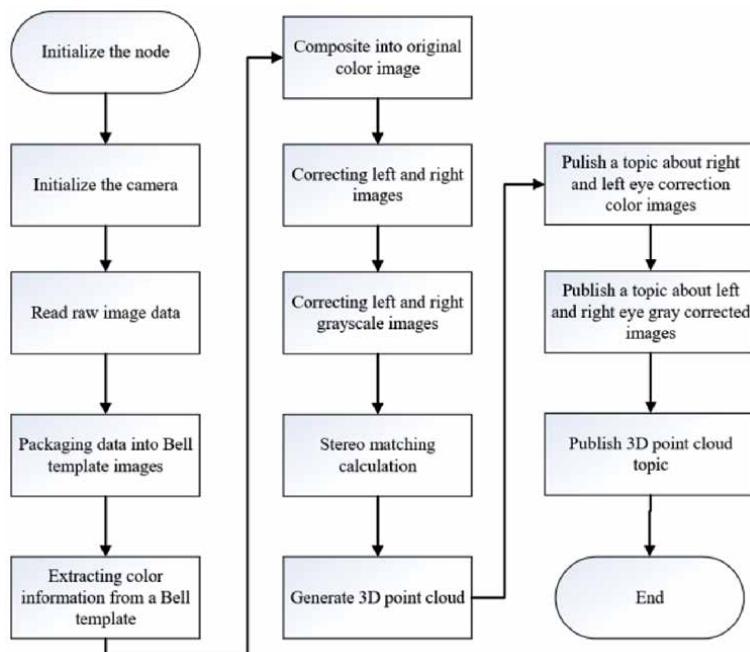 Initialize the node
Initialize the camera
Read raw image data
Packaging data into Bell
template images
Extracting color
information from a Bell
template
Composite into original
color image
Correcting left and right
images
Correcting left and right
grayscale images
Stereo matching
calculation
Generate 3D point cloud
Pulish a topic about right
and left eye correction
color images
Publish a topic about left
and right eye gray corrected
images
Publish 3D point cloud
topic
End